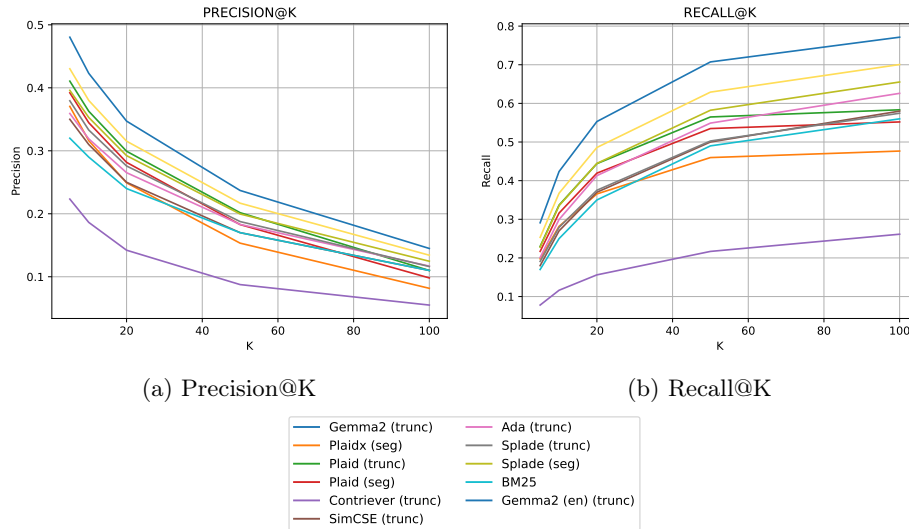 PRECISION@K
0.5
0.4
0.3
0.2
0.1
Precision
20
40
60
80
100
K
(a) Precision@K
RECALL@K
0.8
0.7
0.6
0.5
0.4
0.3
0.2
0.1
Recall
20
40
60
80
100
K
(b) Recall@K
Gemma2 (trunc)
Plaidx (seg)
Plaid (trunc)
Plaid (seg)
Contriever (trunc)
SimCSE (trunc)
Ada (trunc)
Splade (trunc)
Splade (seg)
BM25
Gemma2 (en) (trunc)